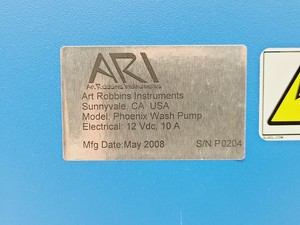 ARI
Art Robbins Instruments
Art Robbins Instruments
Sunnyvale, CA  USA
Model: Phoenix Wash Pump
Electrical: 12 Vdc, 10 A
Mfg Date: May 2008 S/N P0204